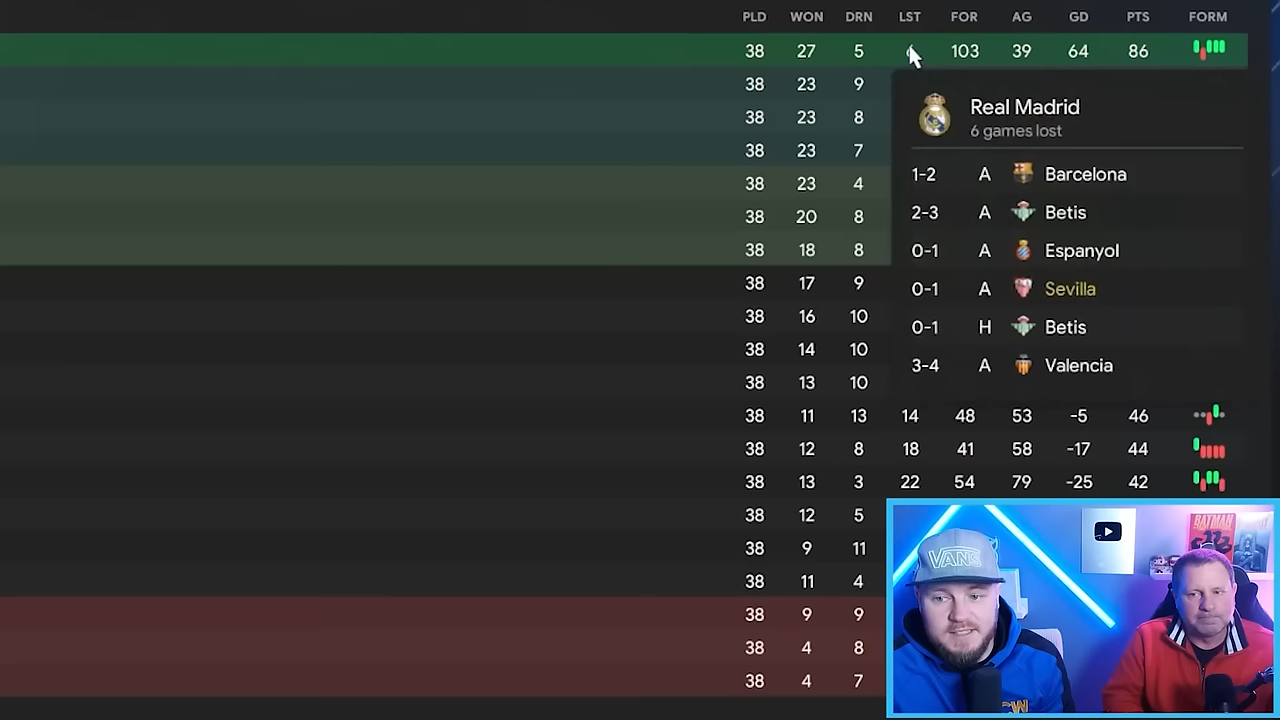 PLD WON DRN LST FOR AG GD PTS FORM
38 27 5 103 39 64 86
38 23 9
Real Madrid
6 games lost
38 23 8
38 23 7
1-2 A Barcelona
38 23 4
2-3 A Betis
38 20 8
38 18 8
0-1 A Espanyol
38 17 9
0-1 A Sevilla
38 16 10
0-1 H Betis
38 14 10
3-4 A Valencia
38 13 10
38 11 13 14 48 53 -5 46
38 12 8 18 41 58 -17 44
38 13 3 22 54 79 -25 42
38 12 5
38 9 11
38 11 4
38 9 9
38 4 8
38 4 7
VANS
BATMAN
CW